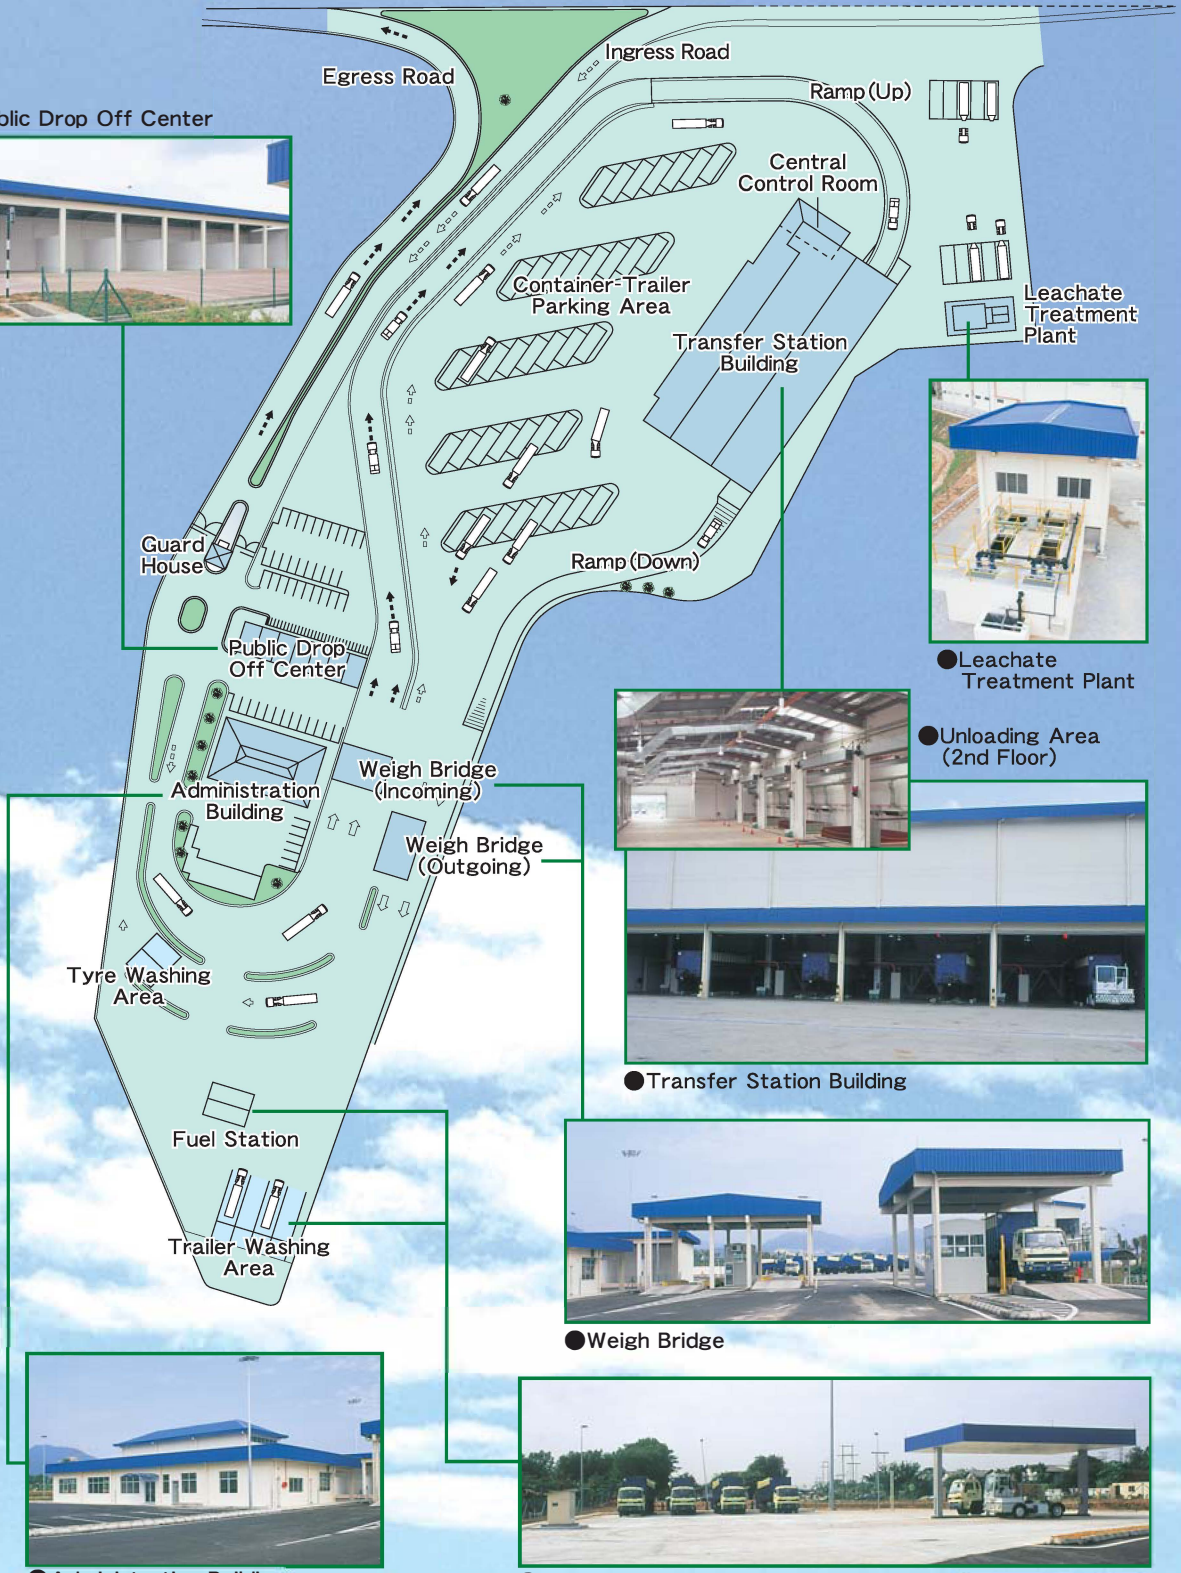 Ingress Road
Egress Road
Ramp(Up)
Drop Off Center
Central
Control Room
Container-Trailer
Parking Area
Leachate
Treatment
Plant
Transfer Station
Building
Guard
House
Ramp(Down)
Public Drop
Off Center
●Leachate
Treatment Plant
●Unloading Area
(2nd Floor)
Weigh Bridge
(Incoming)
Administration
Building
Weigh Bridge
(Outgoing)
Tyre Washing
Area
●Transfer Station Building
Fuel Station
Trailer Washing
Area
●Weigh Bridge